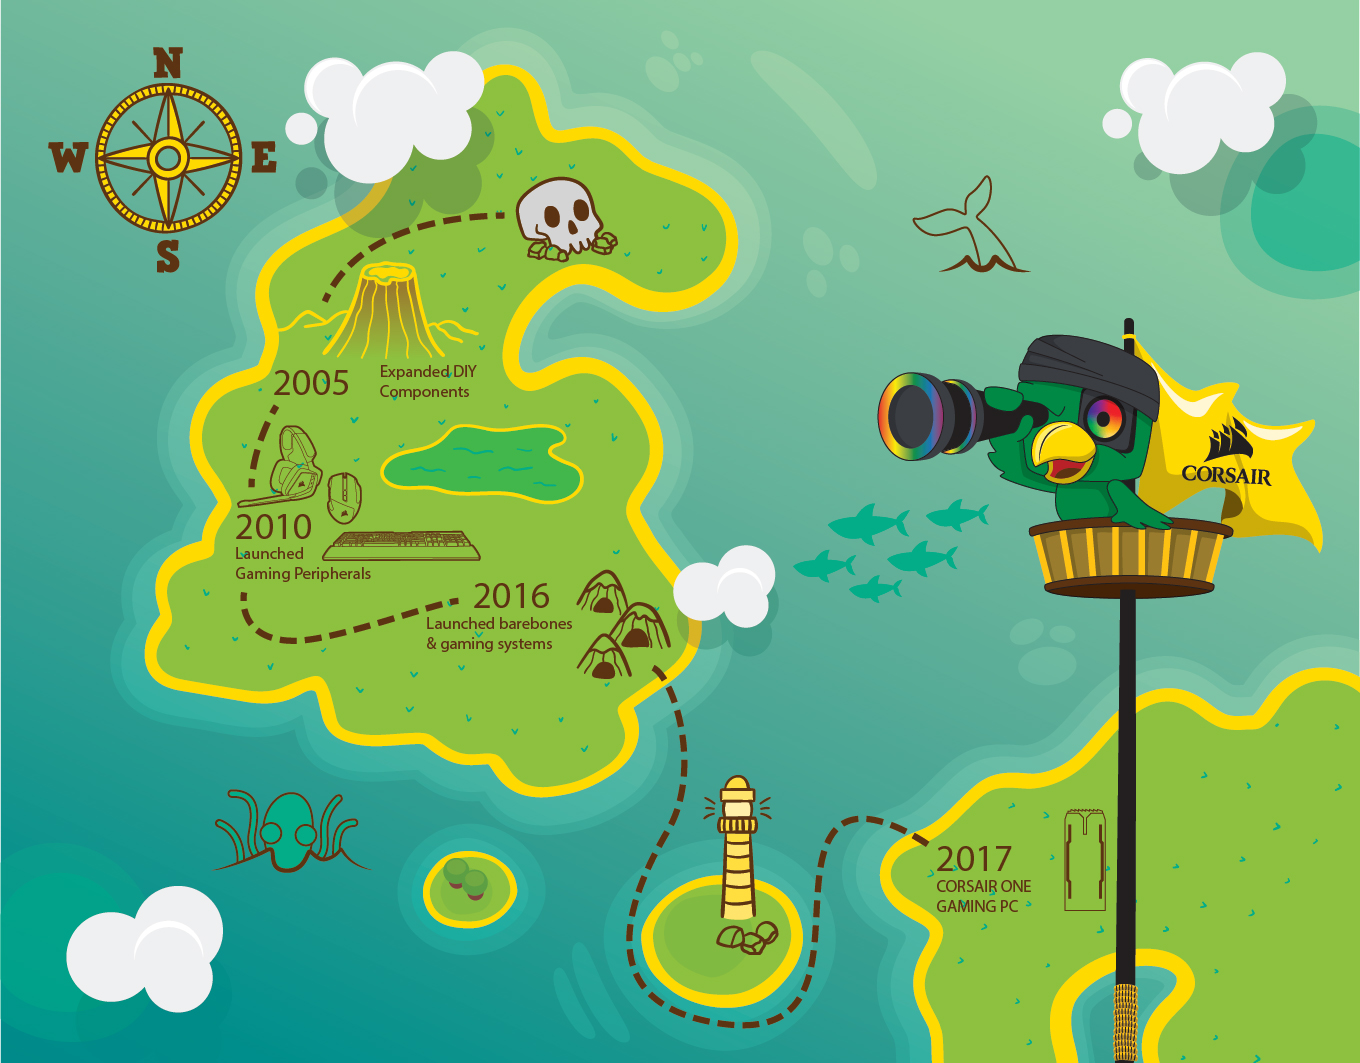 N
W
E
S
2005
Expanded DIY
Components
CORSAIR
2010
Launched
Gaming Peripherals
2016
Launched barebones
& gaming systems
2017
CORSAIR ONE
GAMING PC